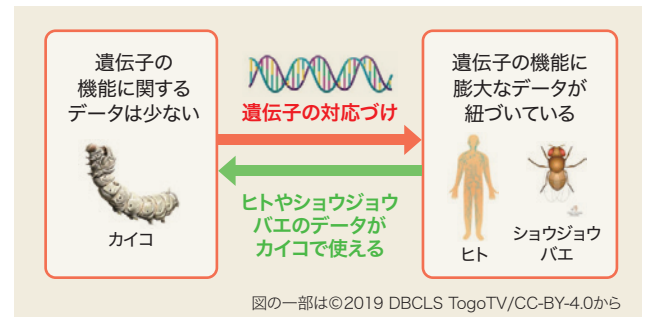 遺伝子の
機能に関する
データは少ない
カイコ
遺伝子の対応づけ
ヒトやショウジョウ
バエのデータが
カイコで使える
遺伝子の機能に
膨大なデータが
紐づいている
ヒト
ショウジョウ
バエ
図の一部は©2019 DBCLS TogoTV/CC-BY-4.0から